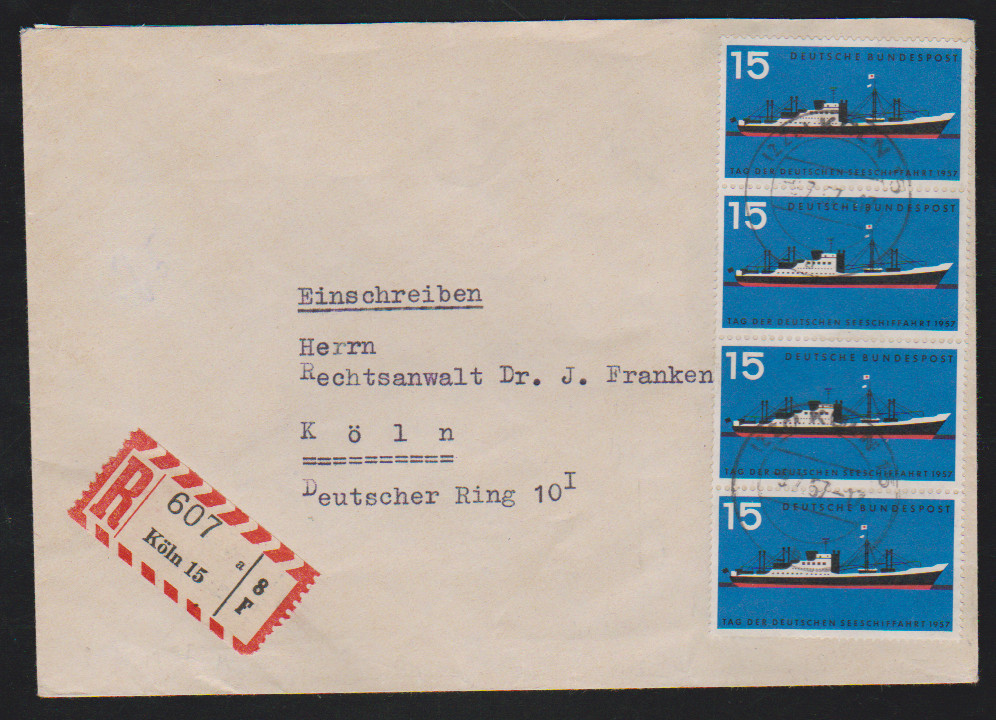 15 DEUTSCHE BUNDESPOST
TAG DER DEUTSCHEN SEESCHIFFAHRT 1957
15 DEUTSCHE BUNDESPOST
TAG DER DEUTSCHEN SEESCHIFFAHRT 1957
15 DEUTSCHE BUNDESPOST
TAG DER DEUTSCHEN SEESCHIFFAHRT 1957
15 DEUTSCHE BUNDESPOST
TAG DER DEUTSCHEN SEESCHIFFAHRT 1957
Einschreiben
Herrn
Rechtsanwalt Dr. J. Franken
K ö l n
==========
Deutscher Ring 10I
R 607
Köln 15
a 8
F